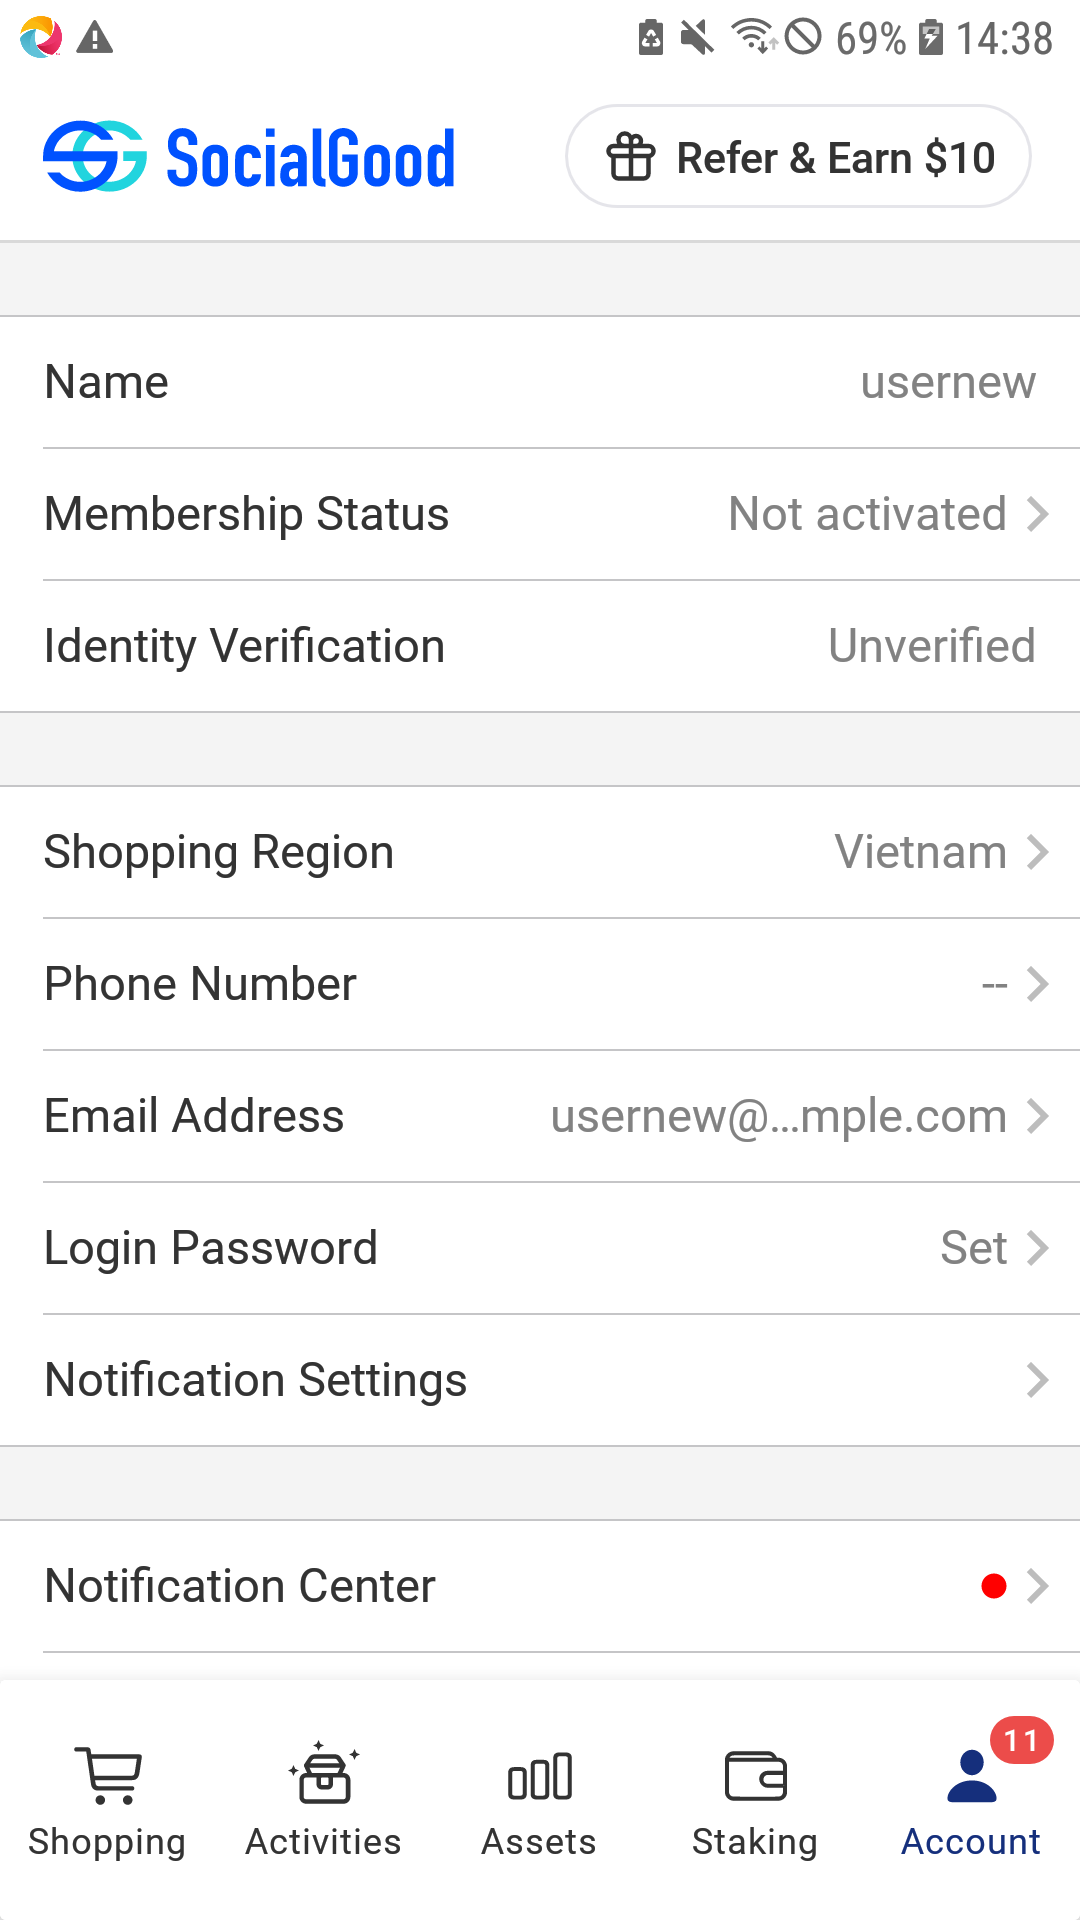 69% 14:38
SocialGood Refer & Earn $10
Name usernew
Membership Status Not activated
Identity Verification Unverified
Shopping Region Vietnam
Phone Number --
Email Address usernew@...mple.com
Login Password Set
Notification Settings
Notification Center
11
Shopping Activities Assets Staking Account